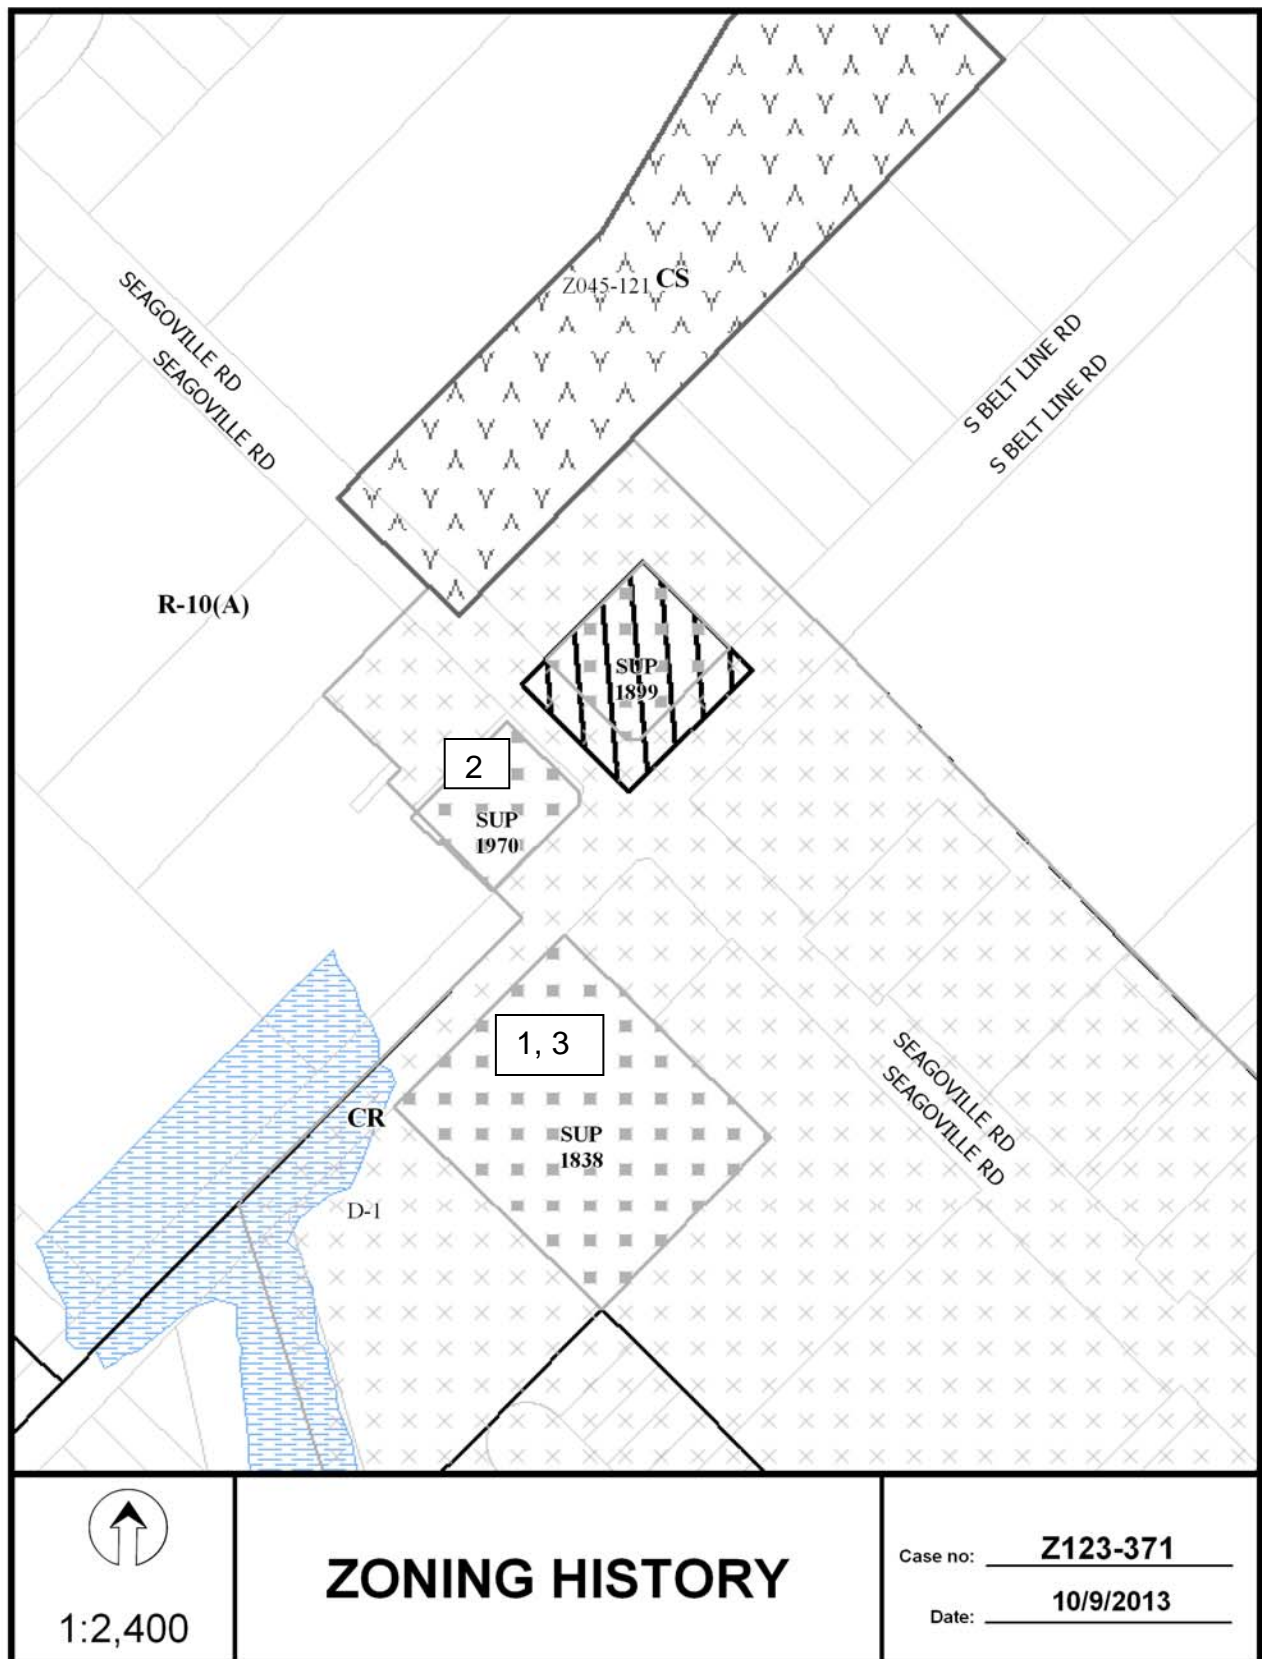 Z045-121 CS
SEAGOVILLE RD
SEAGOVILLE RD
S BELT LINE RD
S BELT LINE RD
R-10(A)
SUP
1899
2
SUP
1970
1, 3
SEAGOVILLE RD
SEAGOVILLE RD
CR
SUP
1838
D-1
1:2,400
ZONING HISTORY
Case no: Z123-371
Date: 10/9/2013